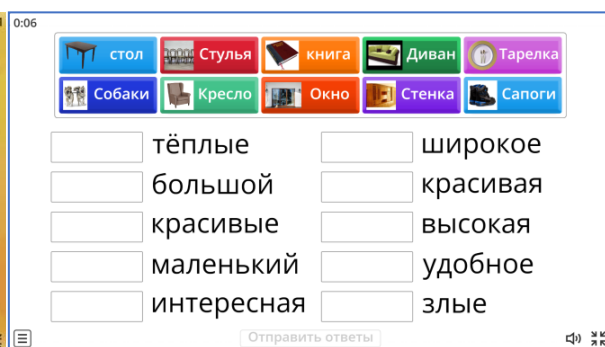 0:06
стол Стулья книга Диван Тарелка
Собаки Кресло Окно Стенка Сапоги
тёплые широкое
большой красивая
красивые высокая
маленький удобное
интересная злые
Отправить ответы